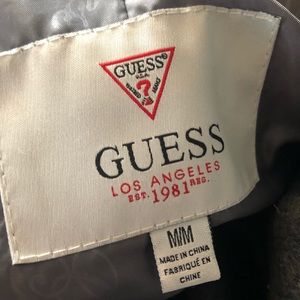 GUESS®
U.S.A.
?
GUESS
LOS ANGELES
EST. 1981 REG.
M/M
MADE IN CHINA
FABRIQUÉ EN
CHINE